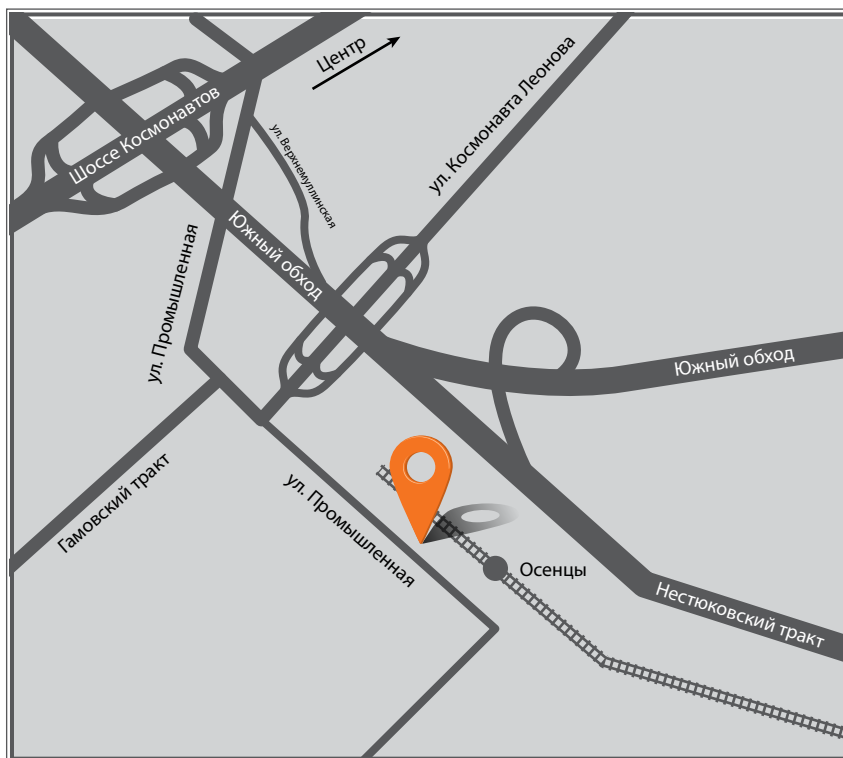 Центр
ул. Космонавта Леонова
Шоссе Космонавтов
ул. Верхнемуллинская
Южный обход
ул. Промышленная
Южный обход
Гамовский тракт
ул. Промышленная
Осенцы
Нестюковский тракт